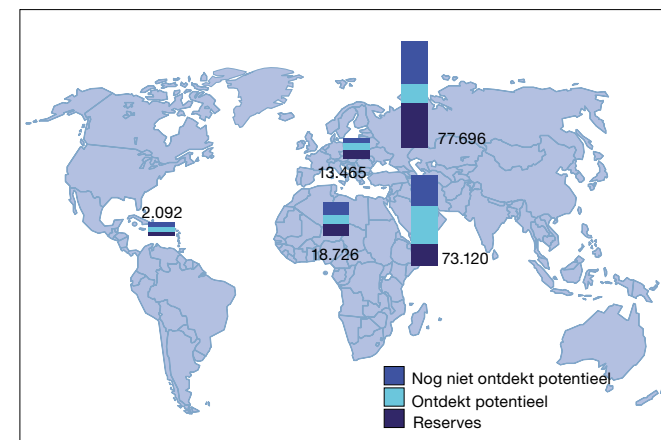 77.696
13.465
2,092
18.726
73.120
Nog niet ontdekt potentieel
Ontdekt potentieel
Reserves